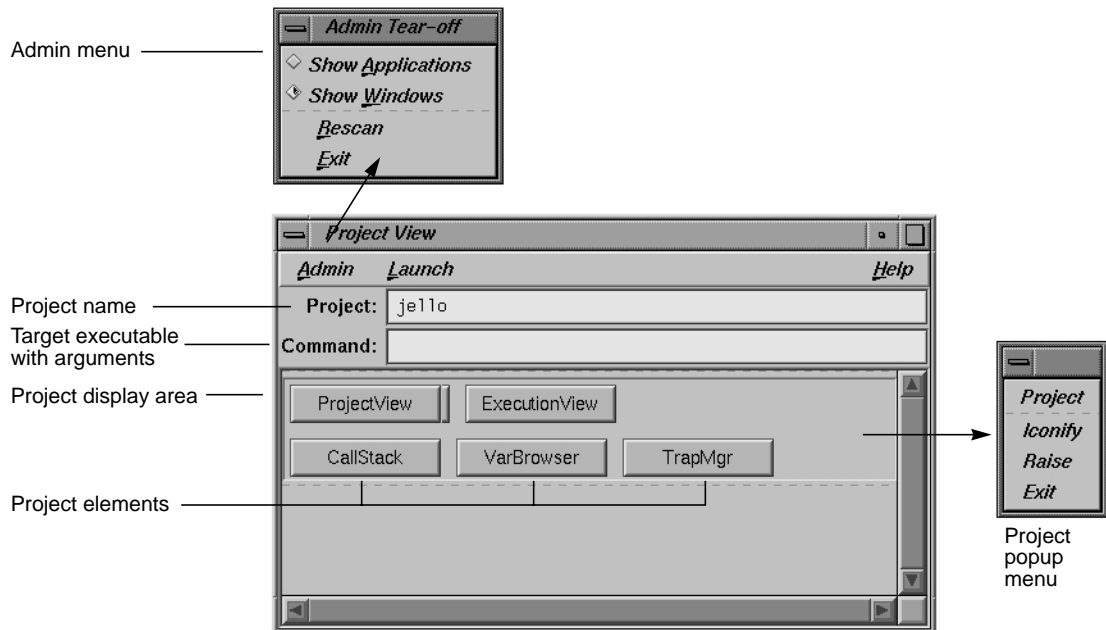 Admin Tear-off
Admin menu
Show Applications
Show Windows
Rescan
Exit
Project View
Admin Launch Help
Project name
Project: jello
Target executable
with arguments
Command:
Project display area
ProjectView ExecutionView
CallStack VarBrowser TrapMgr
Project elements
Project
Iconify
Raise
Exit
Project
popup
menu